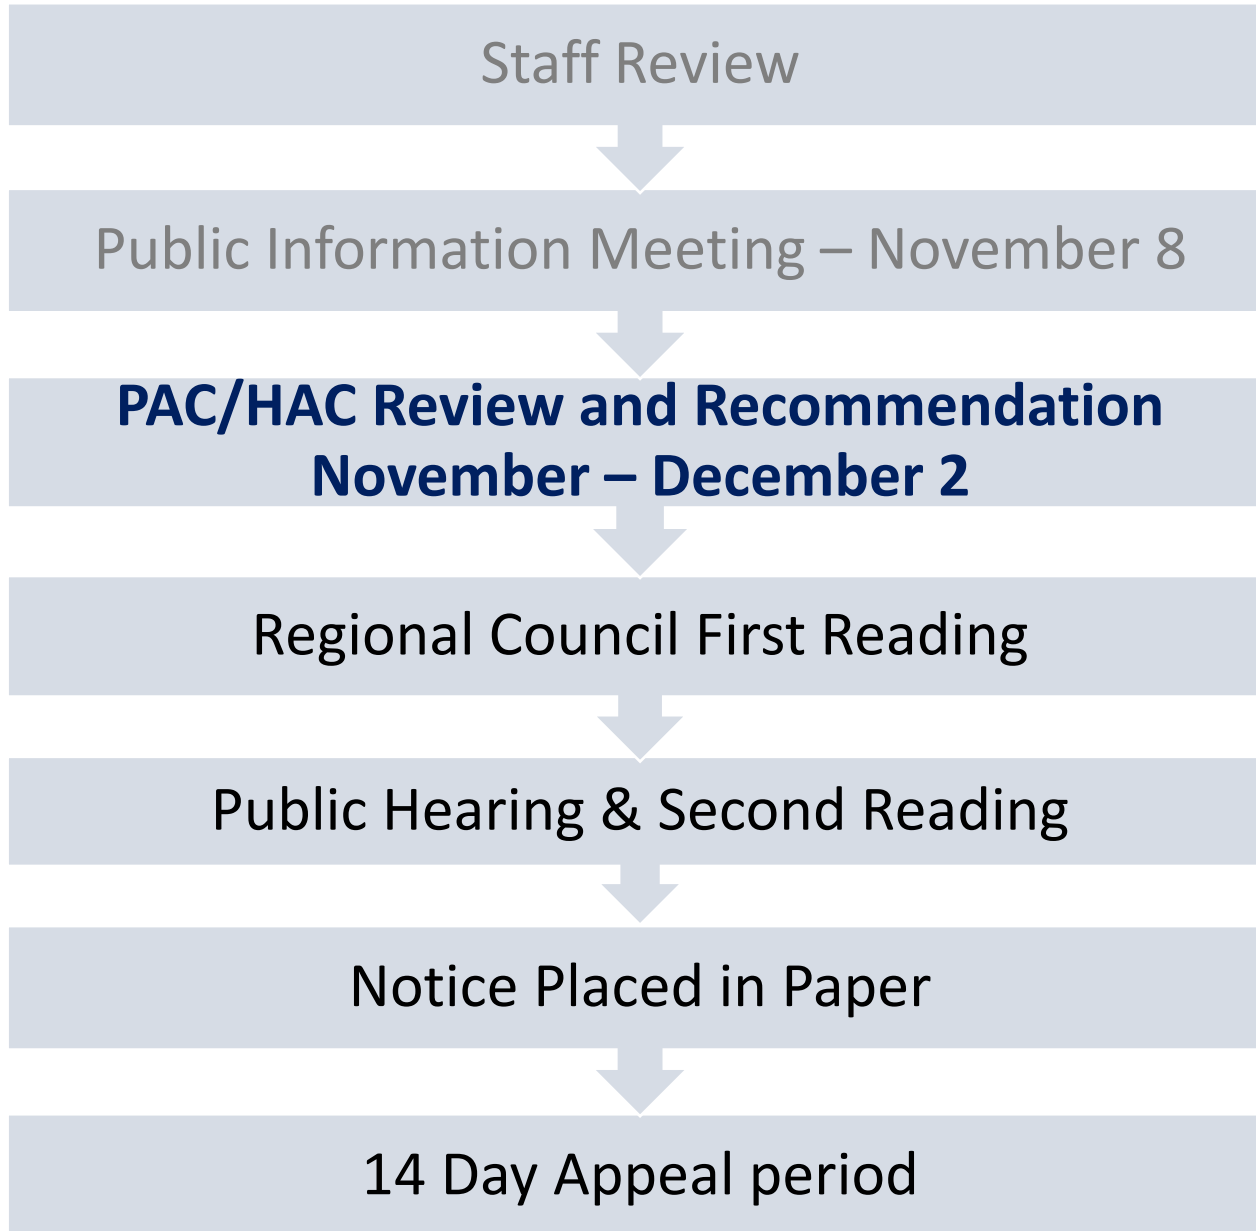 Staff Review
Public Information Meeting – November 8
PAC/HAC Review and Recommendation
November – December 2
Regional Council First Reading
Public Hearing & Second Reading
Notice Placed in Paper
14 Day Appeal period